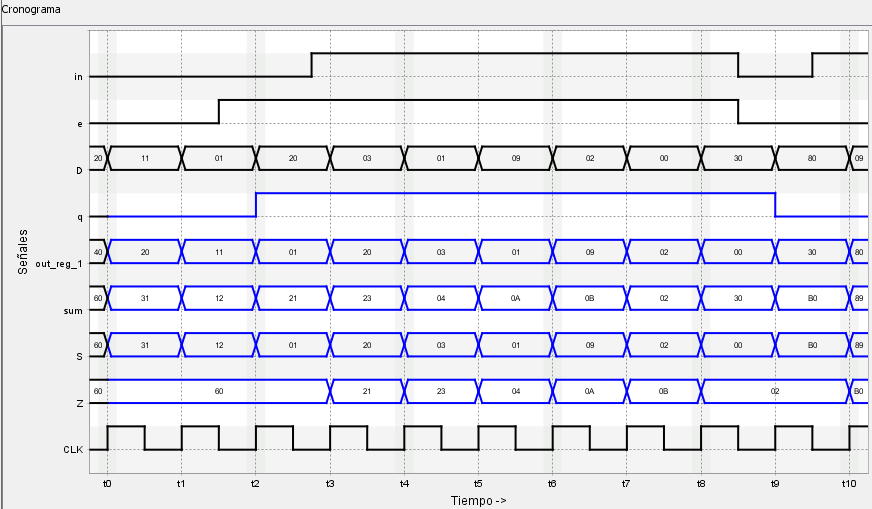 Cronograma
in
e
D 20 11 01 20 03 01 09 02 00 30 80 09
q
out_reg_1 40 20 11 01 20 03 01 09 02 00 30 80
sum 60 31 12 21 23 04 0A 0B 02 30 B0 89
S 60 31 12 01 20 03 01 09 02 00 B0 89
Z 60 60 21 23 04 0A 0B 02 B0
CLK
Señales
t0 t1 t2 t3 t4 t5 t6 t7 t8 t9 t10
Tiempo ->